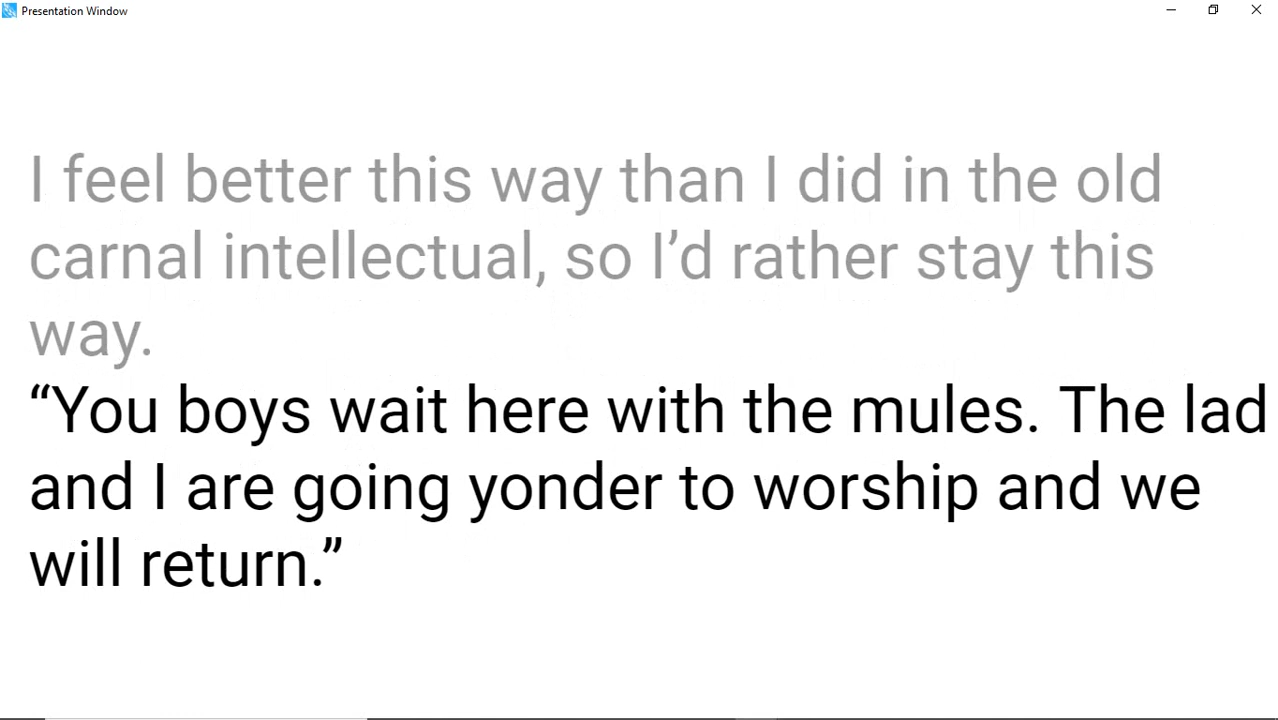 Presentation Window
I feel better this way than I did in the old
carnal intellectual, so I’d rather stay this
way.
“You boys wait here with the mules. The lad
and I are going yonder to worship and we
will return.”